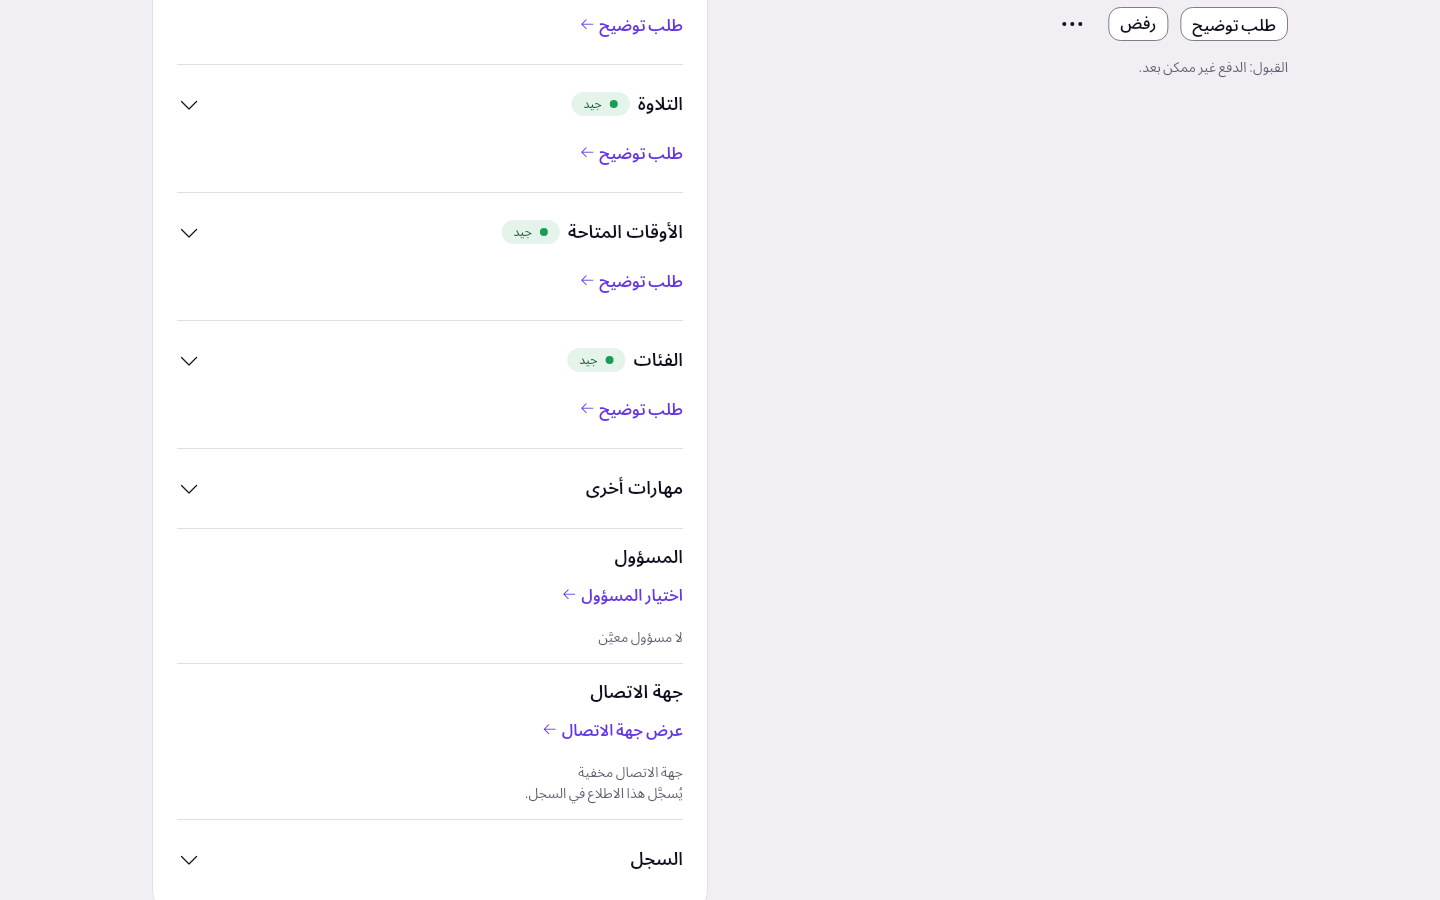 طلب توضيح
رفض
القبول: الدفع غير ممكن بعد.
طلب توضيح
التلاوة
جيد
طلب توضيح
الأوقات المتاحة
جيد
طلب توضيح
الفئات
جيد
طلب توضيح
مهارات أخرى
المسؤول
اختيار المسؤول
لا مسؤول معيَّن
جهة الاتصال
عرض جهة الاتصال
جهة الاتصال مخفية
يُسجَّل هذا الاطلاع في السجل.
السجل